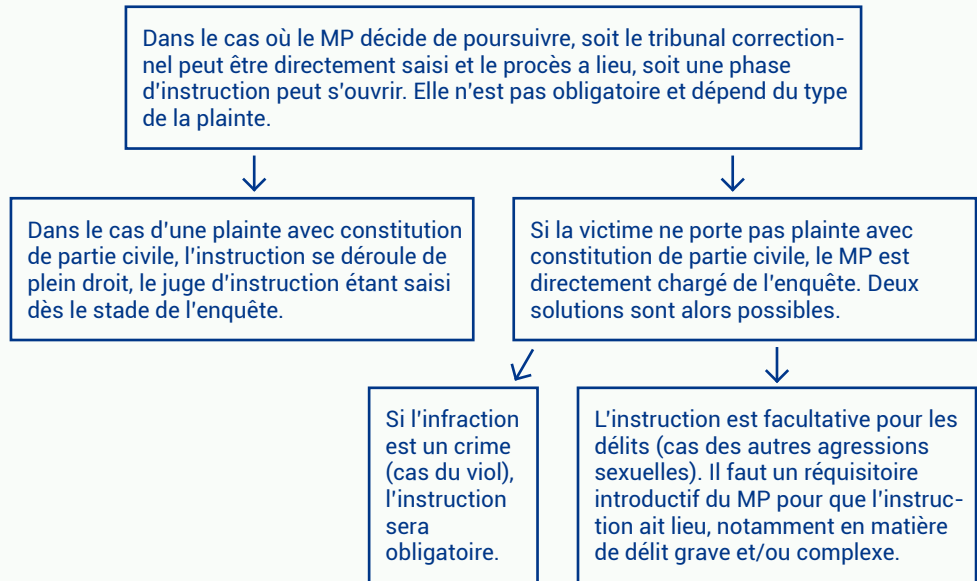 Dans le cas où le MP décide de poursuivre, soit le tribunal correction-
nel peut être directement saisi et le procès a lieu, soit une phase
d'instruction peut s'ouvrir. Elle n'est pas obligatoire et dépend du type
de la plainte.
Dans le cas d'une plainte avec constitution
de partie civile, l'instruction se déroule de
plein droit, le juge d'instruction étant saisi
dès le stade de l'enquête.
Si la victime ne porte pas plainte avec
constitution de partie civile, le MP est
directement chargé de l'enquête. Deux
solutions sont alors possibles.
Si l'infraction
est un crime
(cas du viol),
l'instruction
sera
obligatoire.
L'instruction est facultative pour les
délits (cas des autres agressions
sexuelles). Il faut un réquisitoire
introductif du MP pour que l'instruc-
tion ait lieu, notamment en matière
de délit grave et/ou complexe.